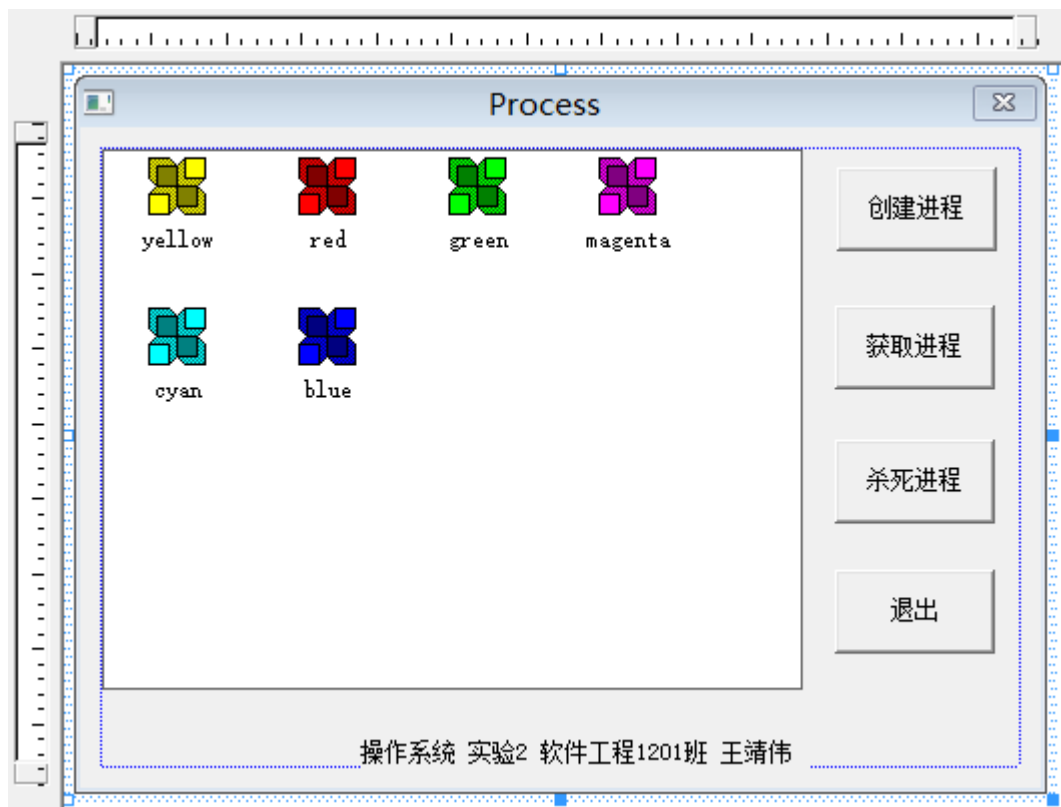 Process
yellow red green magenta
cyan blue
创建进程
获取进程
杀死进程
退出
操作系统 实验2 软件工程1201班 王靖伟